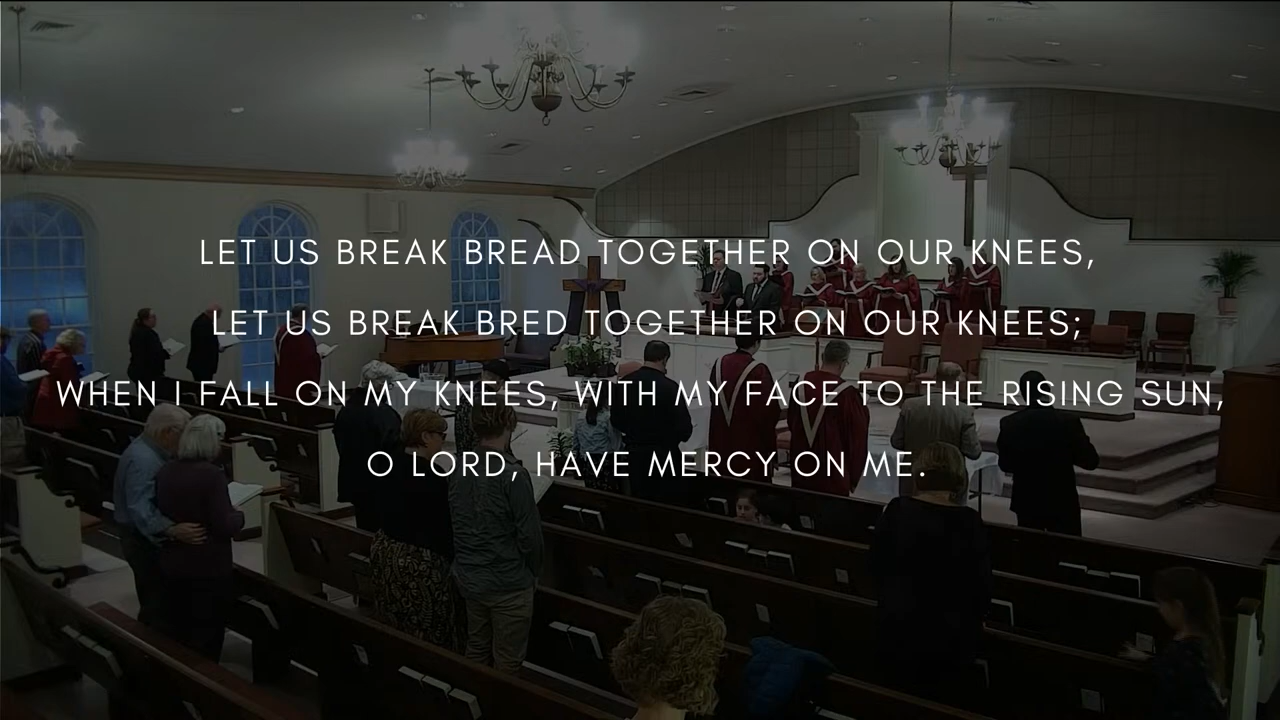 LET US BREAK BREAD TOGETHER ON OUR KNEES,
LET US BREAK BRED TOGETHER ON OUR KNEES;
WHEN I FALL ON MY KNEES, WITH MY FACE TO THE RISING SUN,
O LORD, HAVE MERCY ON ME.